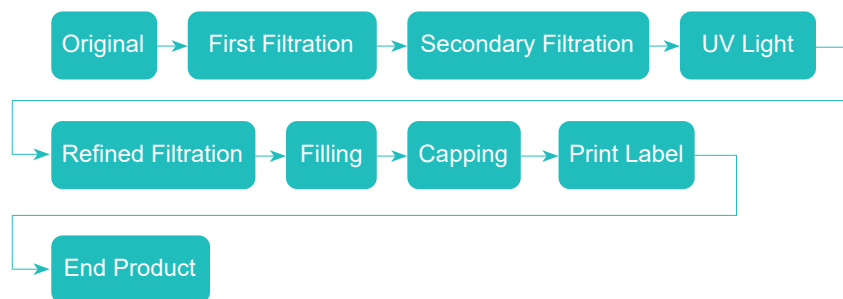 Original
First Filtration
Secondary Filtration
UV Light
Refined Filtration
Filling
Capping
Print Label
End Product